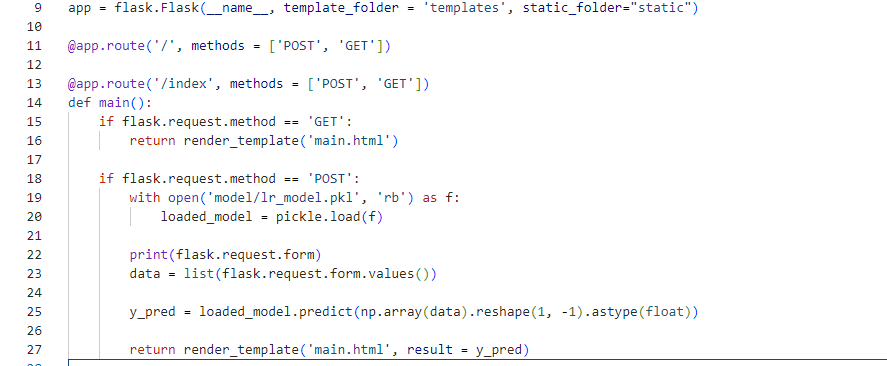 9 app = flask.Flask(__name__, template_folder = 'templates', static_folder="static")
10
11 @app.route('/', methods = ['POST', 'GET'])
12
13 @app.route('/index', methods = ['POST', 'GET'])
14 def main():
15     if flask.request.method == 'GET':
16         return render_template('main.html')
17
18     if flask.request.method == 'POST':
19         with open('model/lr_model.pkl', 'rb') as f:
20             loaded_model = pickle.load(f)
21
22         print(flask.request.form)
23         data = list(flask.request.form.values())
24
25         y_pred = loaded_model.predict(np.array(data).reshape(1, -1).astype(float))
26
27         return render_template('main.html', result = y_pred)